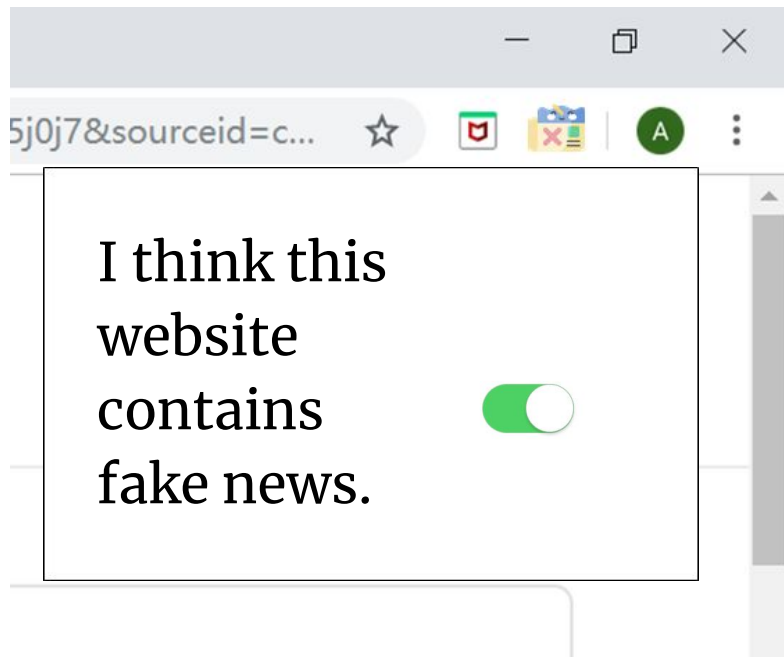 5j0j7&sourceid=c...
A
I think this
website
contains
fake news.